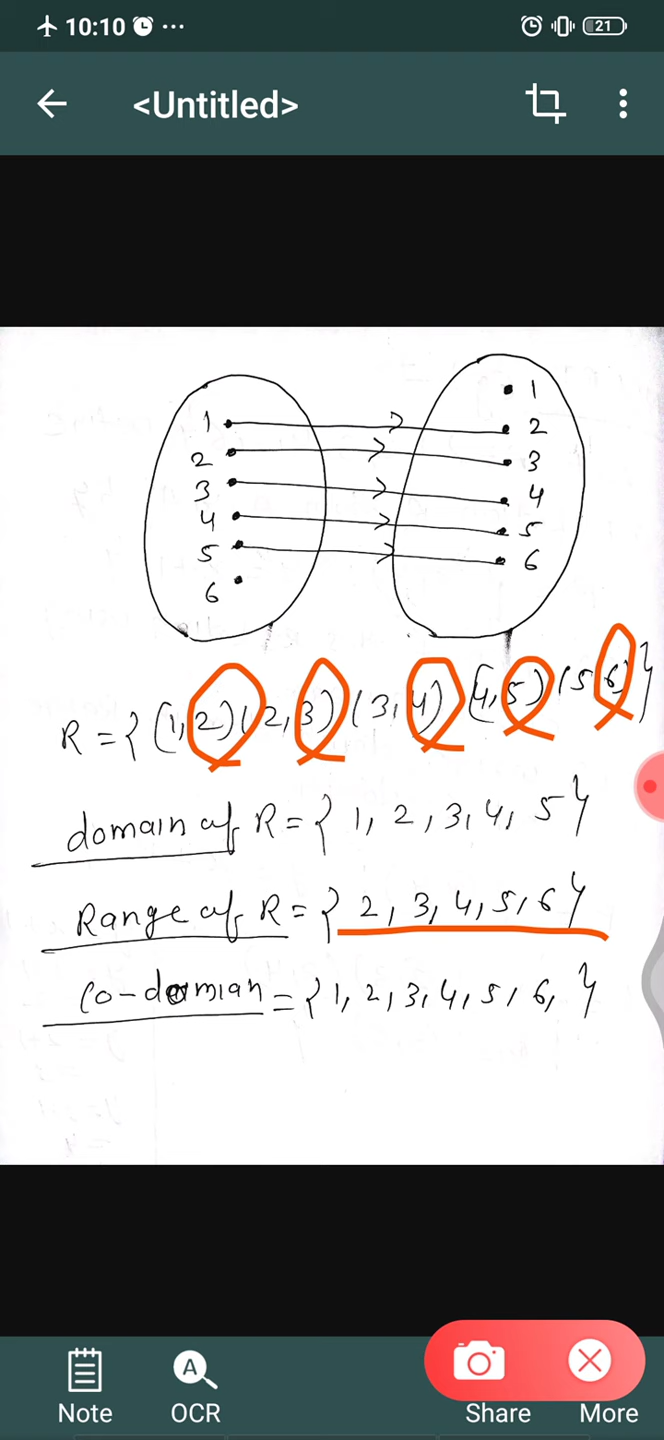 10:10 ...
21
<Untitled>
1 1
2 2
3 3
4 4
5 5
6 6
R = { (1, 2) (2, 3) (3, 4) (4, 5) (5 6) }
domain of R = { 1, 2, 3, 4, 5 }
Range of R = { 2, 3, 4, 5, 6 }
Co-domian = { 1, 2, 3, 4, 5, 6, }
A
Note OCR Share More